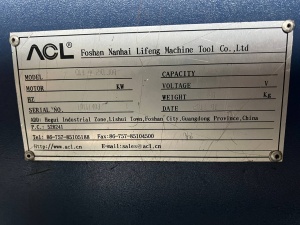 ACL® Foshan Nanhai Lifeng Machine Tool Co.,Ltd
MODEL CAPACITY
MOTOR KW VOLTAGE V
HZ WEIGHT Kg
SERIAL NO. DATE
ADD: Hegui Industrial Zone,Lishui Town,Foshan City,Guangdong Province,China
P.C.: 528241
Tel: 86-757-85105188 Fax:86-757-85104500
Http://www.acl.cn E-mail:sales@acl.cn